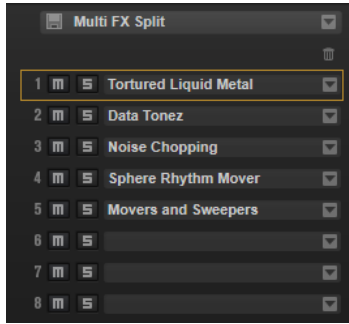 Multi FX Split
1 m S Tortured Liquid Metal
2 m S Data Tonez
3 m S Noise Chopping
4 m S Sphere Rhythm Mover
5 m S Movers and Sweepers
6 m S
7 m S
8 m S